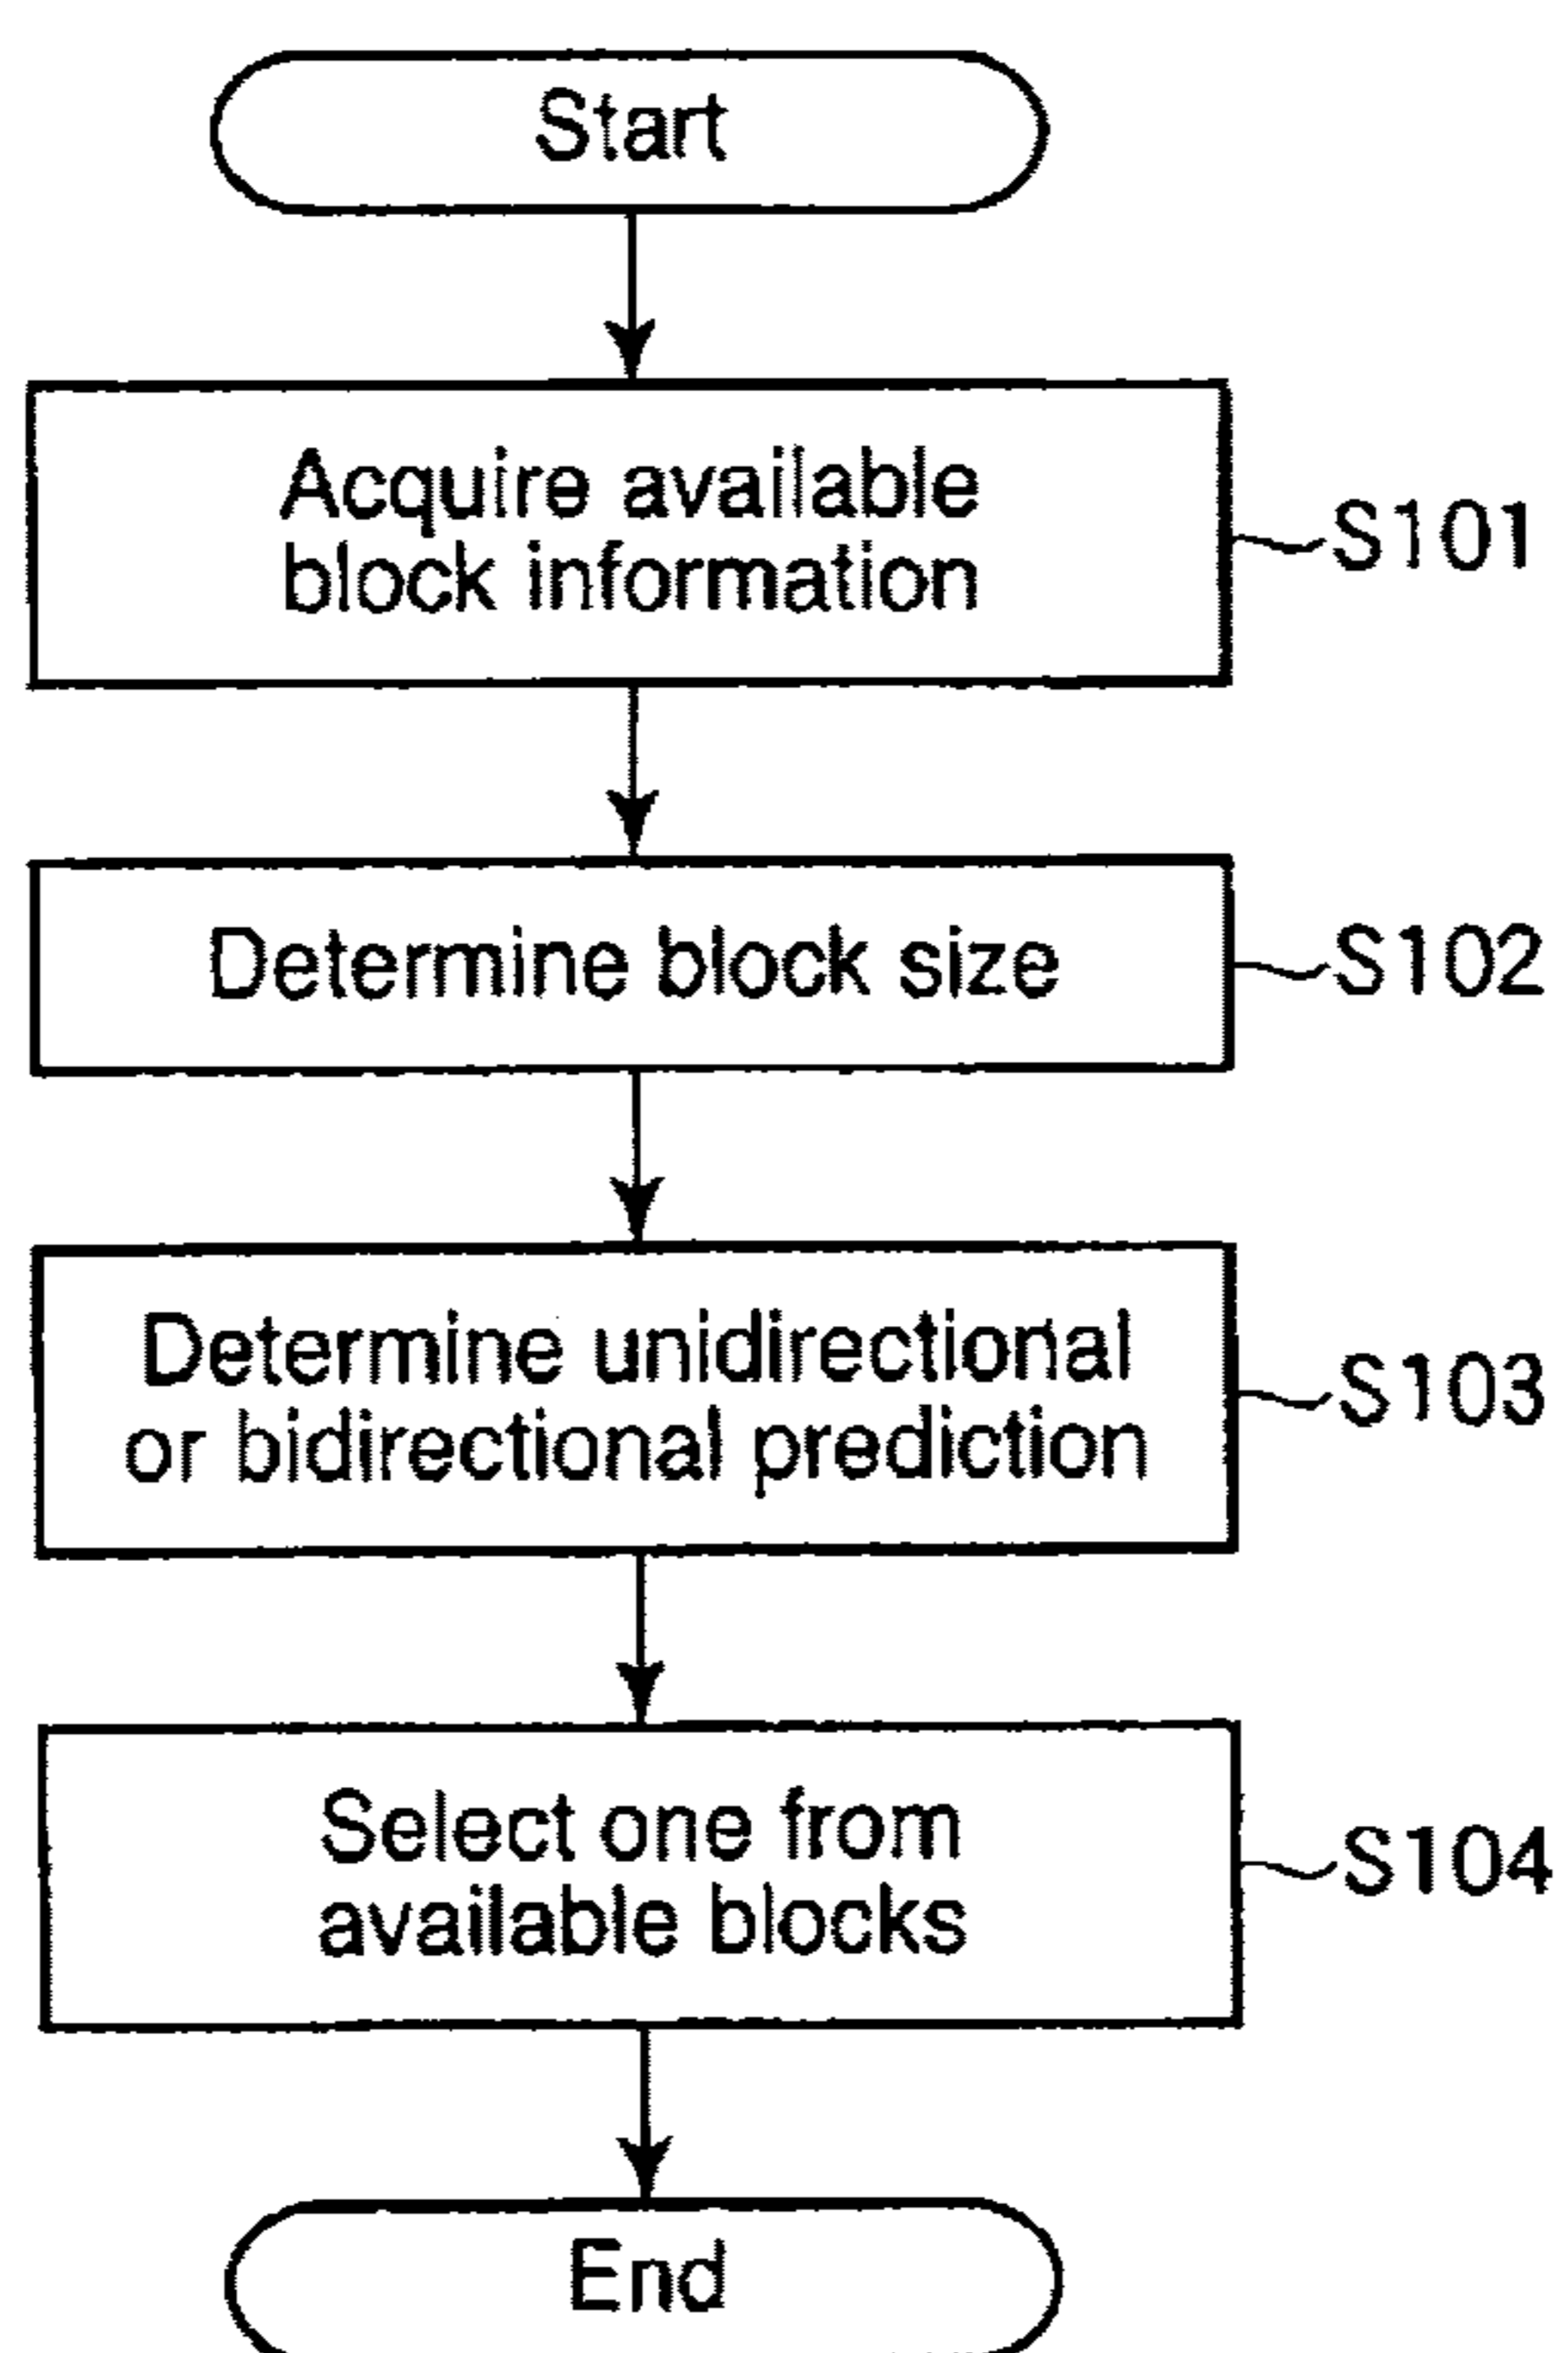 Start
Acquire available
block information
S101
Determine block size
S102
Determine unidirectional
or bidirectional prediction
S103
Select one from
available blocks
S104
End